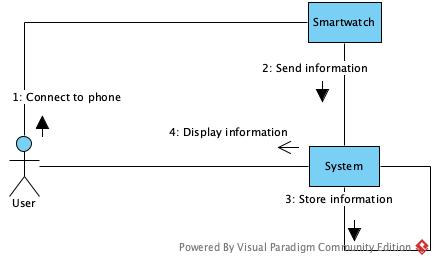 Smartwatch
2: Send information
1: Connect to phone
4: Display information
System
User
3: Store information
Powered By Visual Paradigm Community Edition